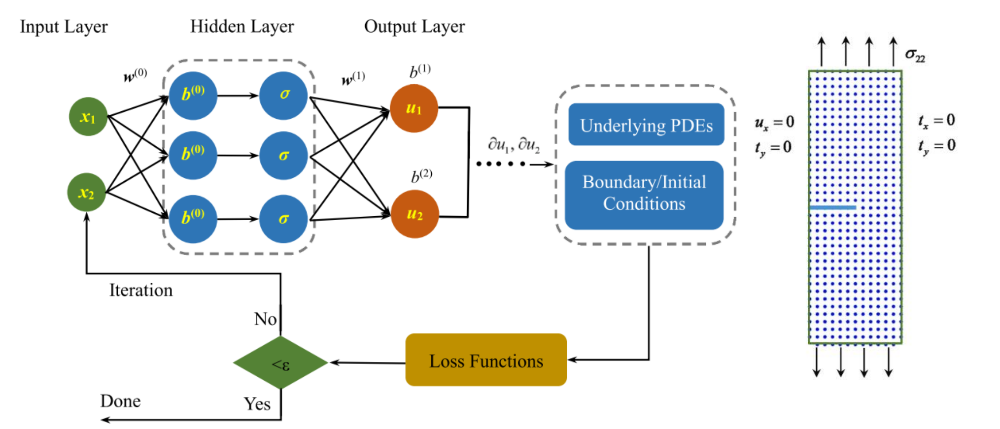 Input Layer
Hidden Layer
Output Layer
w(0)
w(1)
b(1)
x1
x2
b(0)
σ
b(0)
σ
b(0)
σ
u1
b(2)
u2
∂u1, ∂u2
Underlying PDEs
Boundary/Initial
Conditions
Iteration
No
<ε
Yes
Done
Loss Functions
σ22
ux = 0
ty = 0
tx = 0
ty = 0